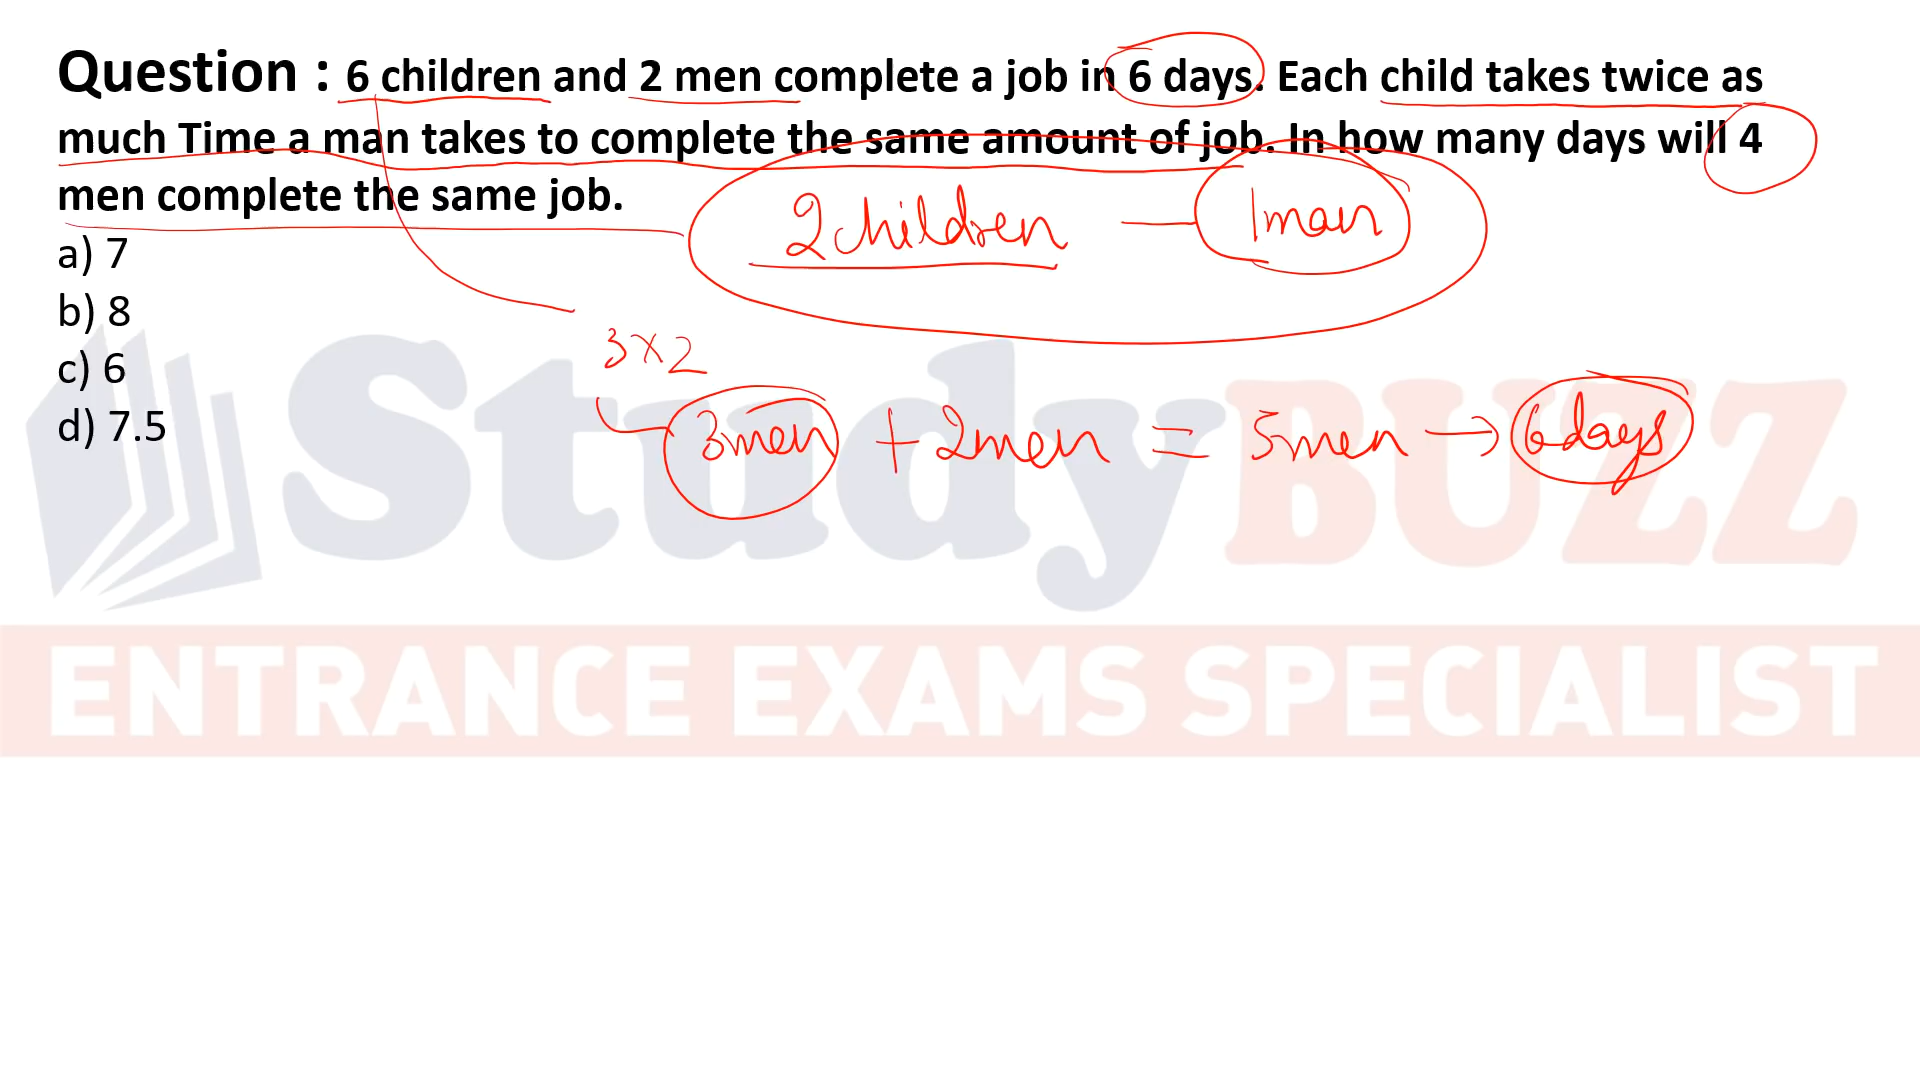 Question : 6 children and 2 men complete a job in 6 days. Each child takes twice as
much Time a man takes to complete the same amount of job. In how many days will 4
men complete the same job.
2 children — 1 man
a) 7
b) 8
3 × 2
c) 6
3 men + 2 men = 5 men → 6 days
d) 7.5
StudyBUZZ
ENTRANCE EXAMS SPECIALIST